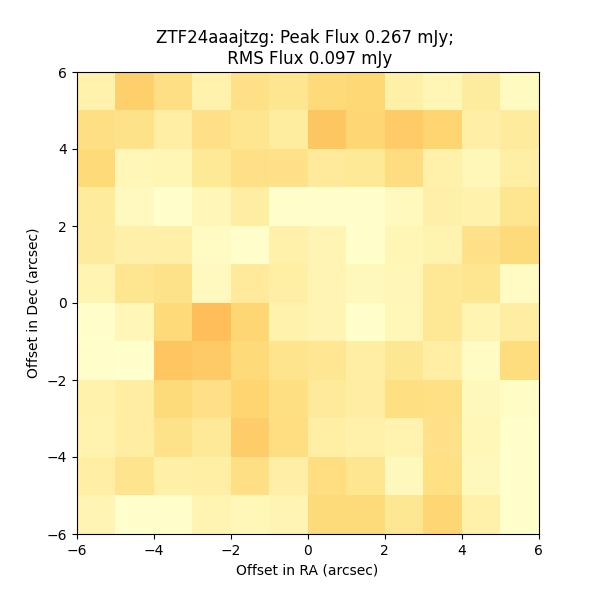 ZTF24aaajtzg: Peak Flux 0.267 mJy;
RMS Flux 0.097 mJy
6
4
2
0
−2
−4
−6
Offset in Dec (arcsec)
−6 −4 −2 0 2 4 6
Offset in RA (arcsec)